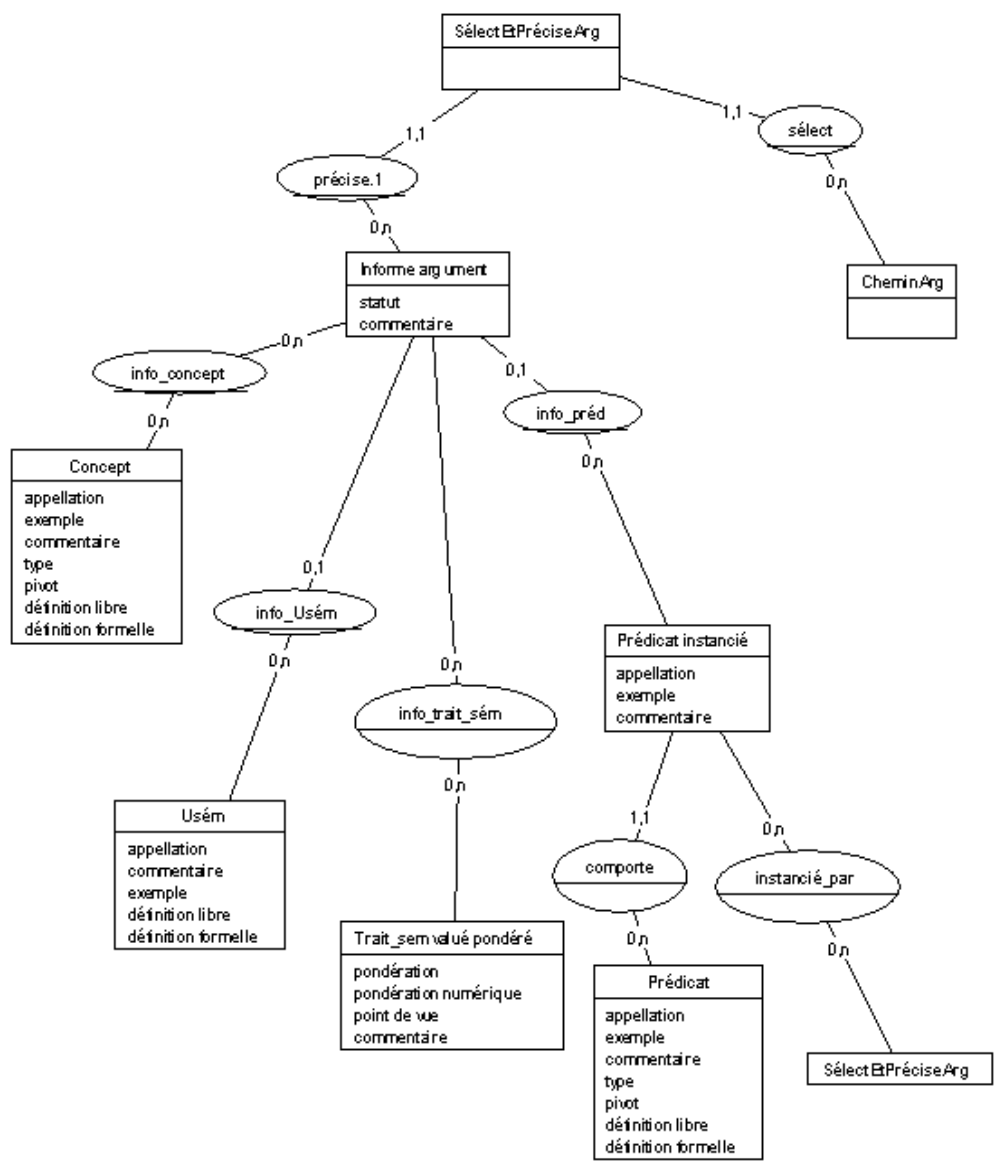 SélectEtPréciseArg
1,1
1,1
sélect
précise.1
0,n
0,n
Informe argument
statut
commentaire
CheminArg
0,n
info_concept
0,1
info_préd
0,n
0,n
Concept
appellation
exemple
commentaire
type
pivot
définition libre
définition formelle
0,1
info_Usém
0,n
Prédicat instancié
appellation
exemple
commentaire
0,n
info_trait_sém
0,n
Usém
appellation
commentaire
exemple
définition libre
définition formelle
1,1
0,n
comporte
instancié_par
0,n
0,n
Trait_sem valué pondéré
pondération
pondération numérique
point de vue
commentaire
Prédicat
appellation
exemple
commentaire
type
pivot
définition libre
définition formelle
SélectEtPréciseArg